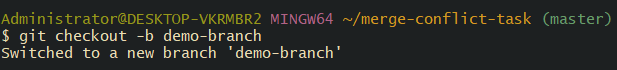 Administrator@DESKTOP-VKRMBR2 MINGW64 ~/merge-conflict-task (master)
$ git checkout -b demo-branch
Switched to a new branch 'demo-branch'